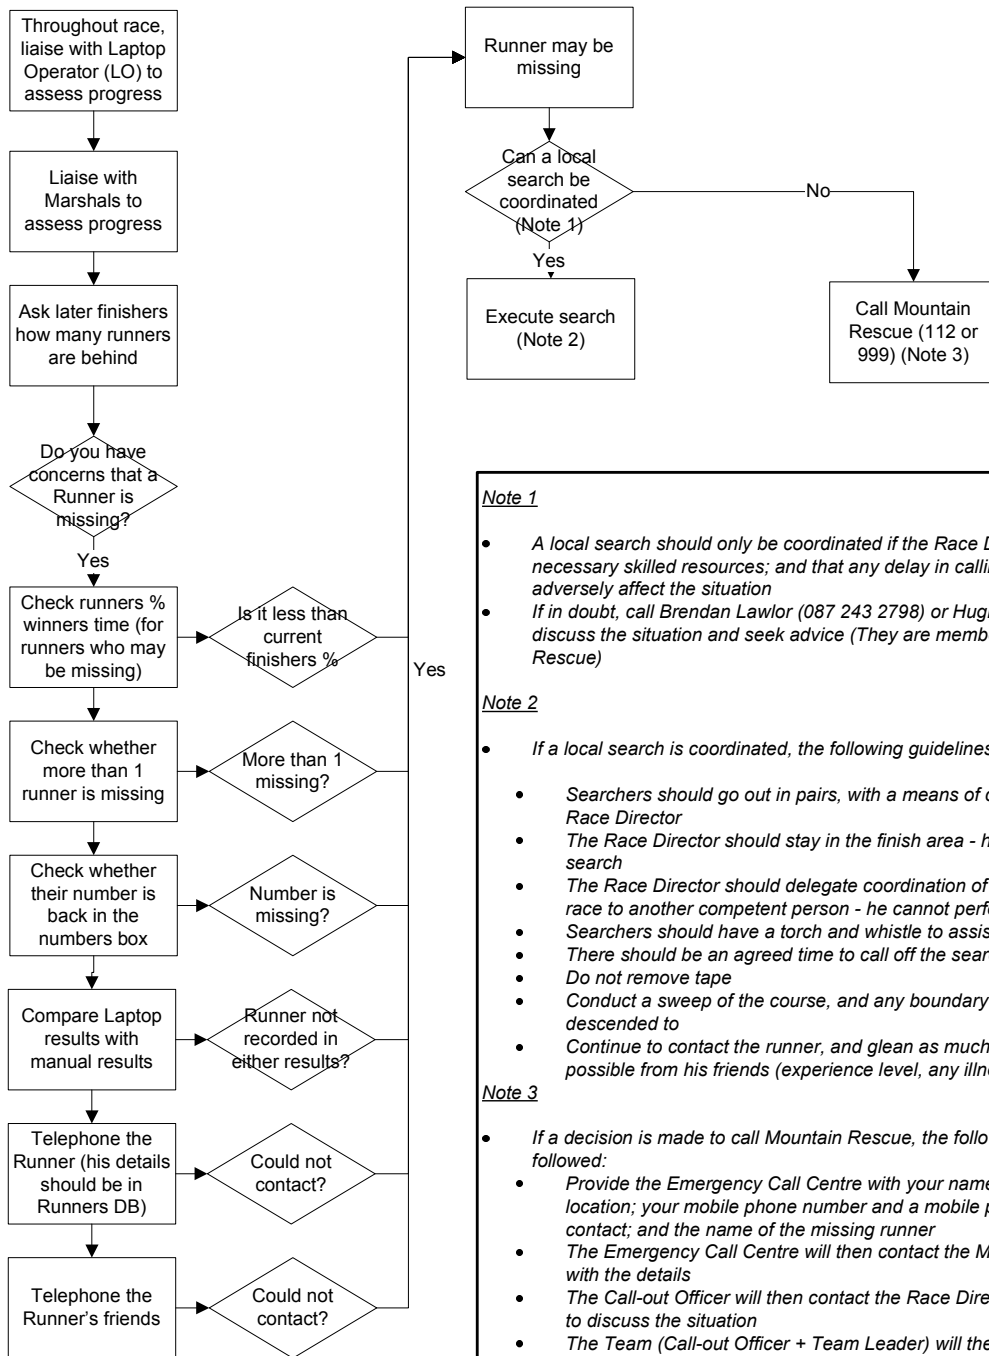 Throughout race,
liaise with Laptop
Operator (LO) to
assess progress
Liaise with
Marshals to
assess progress
Ask later finishers
how many runners
are behind
Do you have
concerns that a
Runner is
missing?
Yes
Check runners %
winners time (for
runners who may
be missing)
Is it less than
current
finishers %
Check whether
more than 1
runner is missing
More than 1
missing?
Check whether
their number is
back in the
numbers box
Number is
missing?
Compare Laptop
results with
manual results
Runner not
recorded in
either results?
Telephone the
Runner (his details
should be in
Runners DB)
Could not
contact?
Telephone the
Runner's friends
Could not
contact?
Yes
Runner may be
missing
Can a local
search be
coordinated
(Note 1)
No
Yes
Execute search
(Note 2)
Call Mountain
Rescue (112 or
999) (Note 3)
Note 1
• A local search should only be coordinated if the Race
necessary skilled resources; and that any delay in
adversely affect the situation
• If in doubt, call Brendan Lawlor (087 243 2798) or
discuss the situation and seek advice (They are
Rescue)
Note 2
• If a local search is coordinated, the following guidelines
• Searchers should go out in pairs, with a means of
Race Director
• The Race Director should stay in the finish area -
search
• The Race Director should delegate coordination of
race to another competent person - he cannot
• Searchers should have a torch and whistle to
• There should be an agreed time to call off the
• Do not remove tape
• Conduct a sweep of the course, and any boundary
descended to
• Continue to contact the runner, and glean as much
possible from his friends (experience level, any
Note 3
• If a decision is made to call Mountain Rescue, the
followed:
• Provide the Emergency Call Centre with your name
location; your mobile phone number and a mobile
contact; and the name of the missing runner
• The Emergency Call Centre will then contact the
with the details
• The Call-out Officer will then contact the Race
to discuss the situation
• The Team (Call-out Officer + Team Leader) will